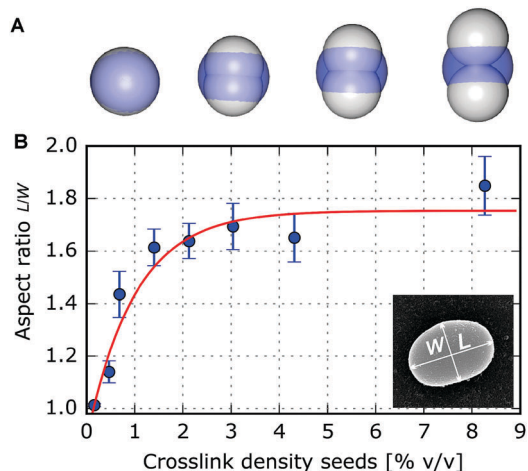 A
B
2.0
1.8
1.6
1.4
1.2
1.0
Aspect ratio L/W
W L
0 1 2 3 4 5 6 7 8 9
Crosslink density seeds [% v/v]